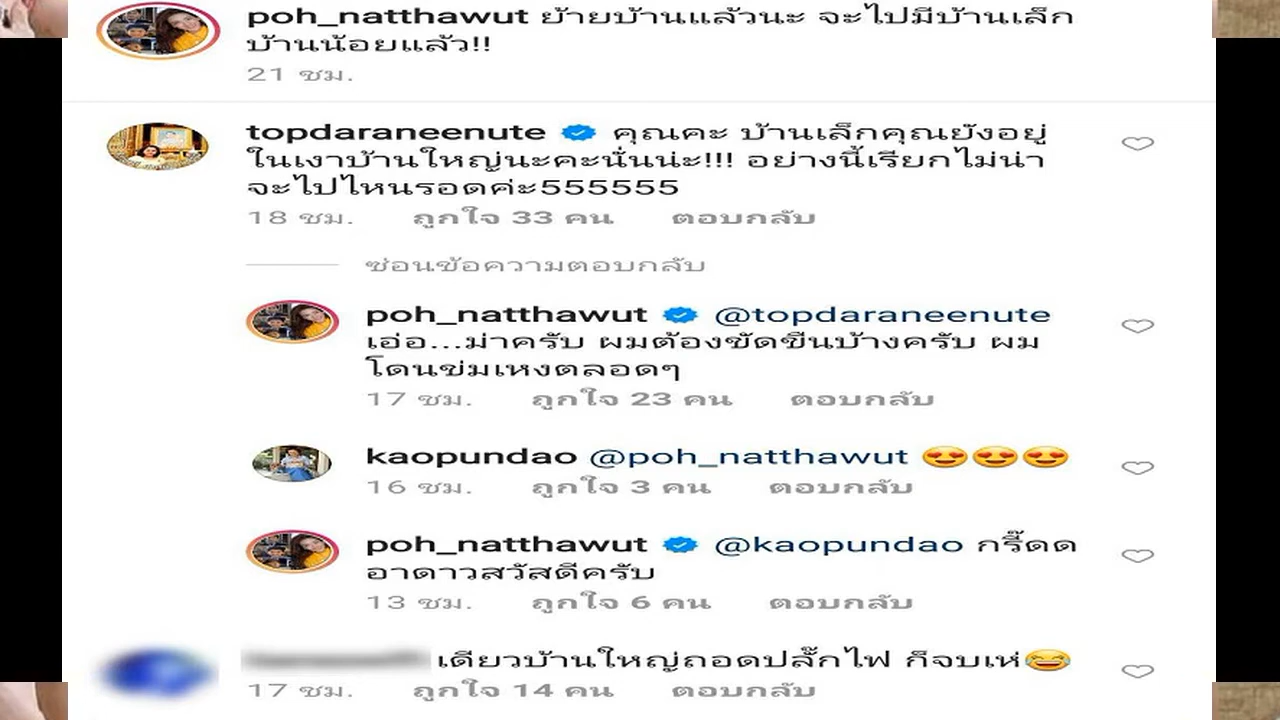 poh_natthawut ย้ายบ้านแล้วนะ จะไปมีบ้านเล็ก
บ้านน้อยแล้ว!!
21 ชม.
topdaraneenute คุณคะ บ้านเล็กคุณยังอยู่
ในเงาบ้านใหญ่นะคะนั่นน่ะ!!! อย่างนี้เรียกไม่น่า
จะไปไหนรอดค่ะ555555
18 ชม. ถูกใจ 33 คน ตอบกลับ
ซ่อนข้อความตอบกลับ
poh_natthawut @topdaraneenute
เอ่อ...ม่าครับ ผมต้องขัดขืนบ้างครับ ผม
โดนข่มเหงตลอดๆ
17 ชม. ถูกใจ 23 คน ตอบกลับ
kaopundao @poh_natthawut 😍😍😍
16 ชม. ถูกใจ 3 คน ตอบกลับ
poh_natthawut @kaopundao กรี๊ดด
อาดาวสวัสดีครับ
13 ชม. ถูกใจ 6 คน ตอบกลับ
เดียวบ้านใหญ่ถอดปลั๊กไฟ ก็จบเห่😂
17 ชม. ถูกใจ 14 คน ตอบกลับ